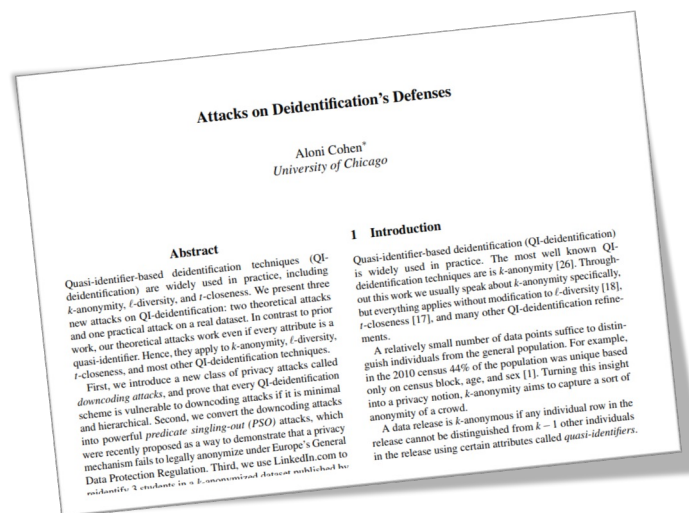 Attacks on Deidentification's Defenses
Aloni Cohen*
University of Chicago
Abstract
Quasi-identifier-based deidentification techniques (QI-
deidentification) are widely used in practice, including
k-anonymity, ℓ-diversity, and t-closeness. We present three
new attacks on QI-deidentification: two theoretical attacks
and one practical attack on a real dataset. In contrast to prior
work, our theoretical attacks work even if every attribute is a
quasi-identifier. Hence, they apply to k-anonymity, ℓ-diversity,
t-closeness, and most other QI-deidentification techniques.
First, we introduce a new class of privacy attacks called
downcoding attacks, and prove that every QI-deidentification
scheme is vulnerable to downcoding attacks if it is minimal
and hierarchical. Second, we convert the downcoding attacks
into powerful predicate singling-out (PSO) attacks, which
were recently proposed as a way to demonstrate that a privacy
mechanism fails to legally anonymize under Europe's General
Data Protection Regulation. Third, we use LinkedIn.com to
reidentify 3 students in a k-anonymized dataset published by
1 Introduction
Quasi-identifier-based deidentification (QI-deidentification)
is widely used in practice. The most well known QI-
deidentification techniques are is k-anonymity [26]. Through-
out this work we usually speak about k-anonymity specifically,
but everything applies without modification to ℓ-diversity [18],
t-closeness [17], and many other QI-deidentification refine-
ments.
A relatively small number of data points suffice to distin-
guish individuals from the general population. For example,
in the 2010 census 44% of the population was unique based
only on census block, age, and sex [1]. Turning this insight
into a privacy notion, k-anonymity aims to capture a sort of
anonymity of a crowd.
A data release is k-anonymous if any individual row in the
release cannot be distinguished from k − 1 other individuals
in the release using certain attributes called quasi-identifiers.